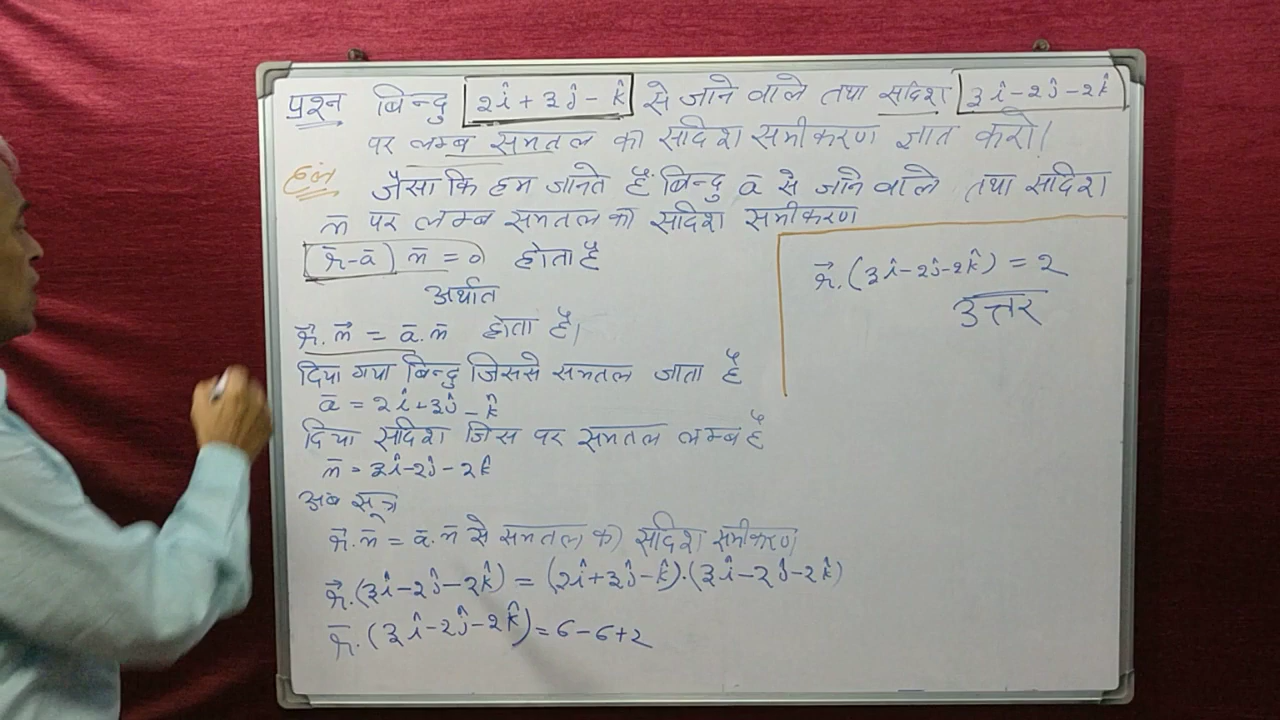 प्रश्न बिन्दु 2î + 3ĵ - k̂ से जाने वाले तथा सदिश 3î - 2ĵ - 2k̂
पर लम्ब समतल का सदिश समीकरण ज्ञात करो।
हल जैसा कि हम जानते हैं बिन्दु ā से जाने वाले तथा सदिश
n̄ पर लम्ब समतल का सदिश समीकरण
(r̄-ā) n̄ = 0 होता है
अर्थात
r⃗.n⃗ = ā.n̄ होता है।
दिया गया बिन्दु जिससे समतल जाता है
ā = 2î+3ĵ - k̂
दिया सदिश जिस पर समतल लम्ब है
n̄ = 3î-2ĵ-2k̂
अब सूत्र
r⃗.n̄ = ā.n̄ से समतल का सदिश समीकरण
r⃗.(3î-2ĵ-2k̂) = (2î+3ĵ-k̂).(3î-2ĵ-2k̂)
r̄.(3î-2ĵ-2k̂) = 6-6+2
r⃗.(3î-2ĵ-2k̂) = 2
उत्तर